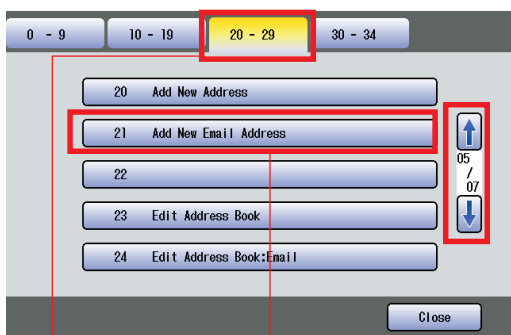 0 - 9 10 - 19 20 - 29 30 - 34
20 Add New Address
21 Add New Email Address
05
/
07
22
23 Edit Address Book
24 Edit Address Book:Email
Close